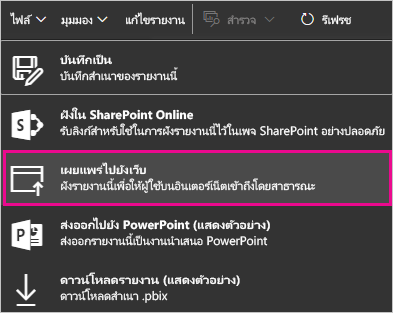 ไฟล์ มุมมอง แก้ไขรายงาน สำรวจ รีเฟรช
บันทึกเป็น
บันทึกสำเนาของรายงานนี้
ฝังใน SharePoint Online
รับลิงก์สำหรับใช้ในการฝังรายงานนี้ไว้ในเพจ SharePoint อย่างปลอดภัย
เผยแพร่ไปยังเว็บ
ฝังรายงานนี้เพื่อให้ผู้ใช้บนอินเตอร์เน็ตเข้าถึงโดยสาธารณะ
ส่งออกไปยัง PowerPoint (แสดงตัวอย่าง)
ส่งออกรายงานนี้เป็นงานนำเสนอ PowerPoint
ดาวน์โหลดรายงาน (แสดงตัวอย่าง)
ดาวน์โหลดสำเนา .pbix